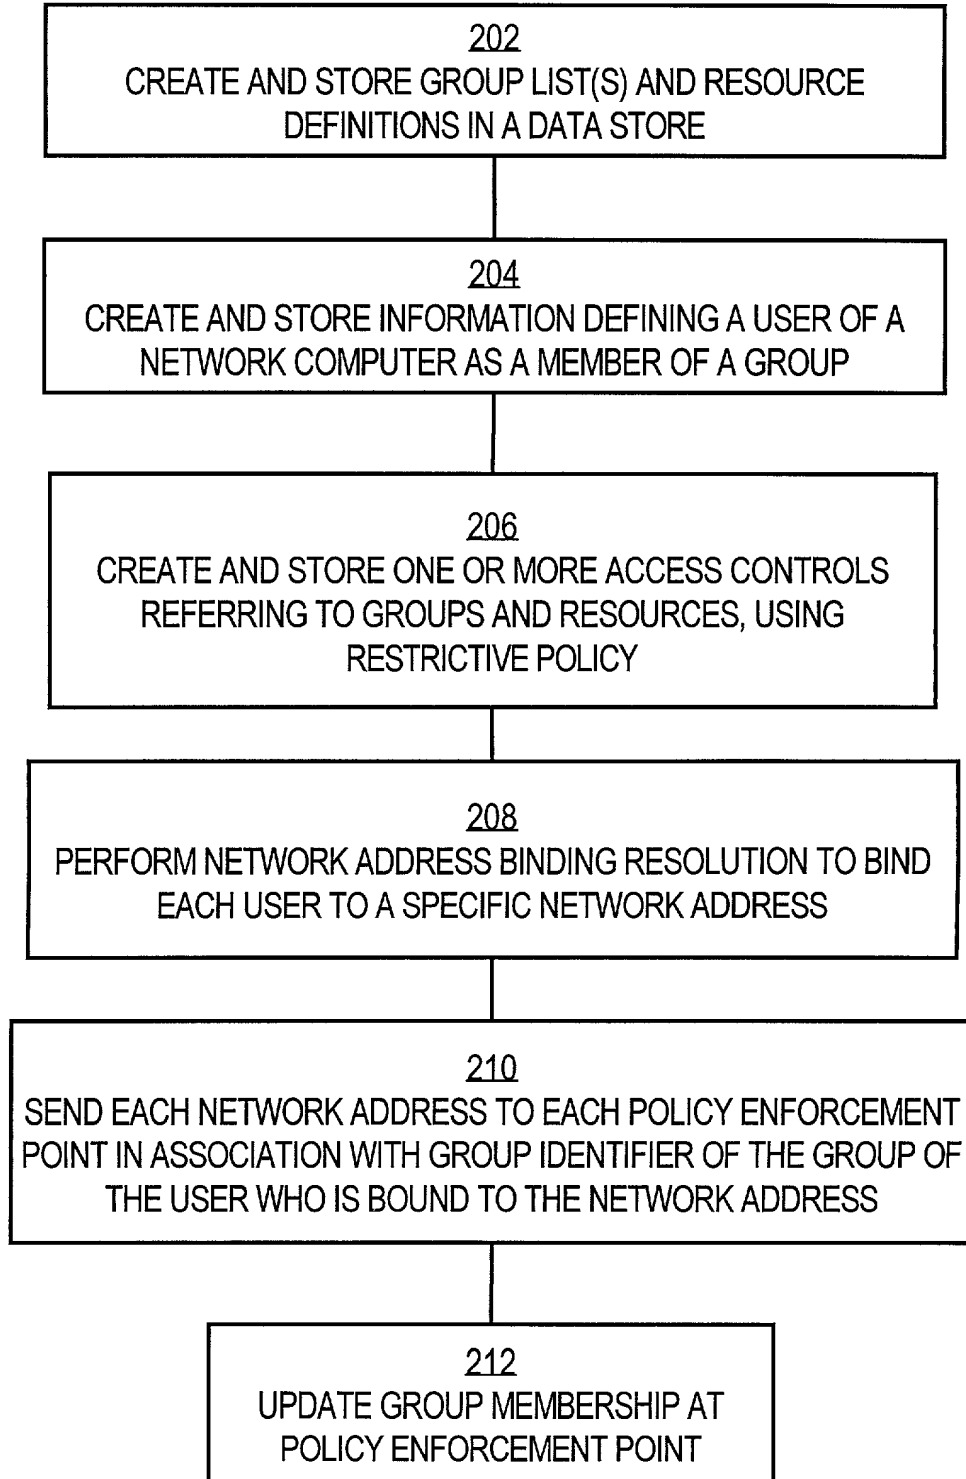 202
CREATE AND STORE GROUP LIST(S) AND RESOURCE
DEFINITIONS IN A DATA STORE
204
CREATE AND STORE INFORMATION DEFINING A USER OF A
NETWORK COMPUTER AS A MEMBER OF A GROUP
206
CREATE AND STORE ONE OR MORE ACCESS CONTROLS
REFERRING TO GROUPS AND RESOURCES, USING
RESTRICTIVE POLICY
208
PERFORM NETWORK ADDRESS BINDING RESOLUTION TO BIND
EACH USER TO A SPECIFIC NETWORK ADDRESS
210
SEND EACH NETWORK ADDRESS TO EACH POLICY ENFORCEMENT
POINT IN ASSOCIATION WITH GROUP IDENTIFIER OF THE GROUP OF
THE USER WHO IS BOUND TO THE NETWORK ADDRESS
212
UPDATE GROUP MEMBERSHIP AT
POLICY ENFORCEMENT POINT